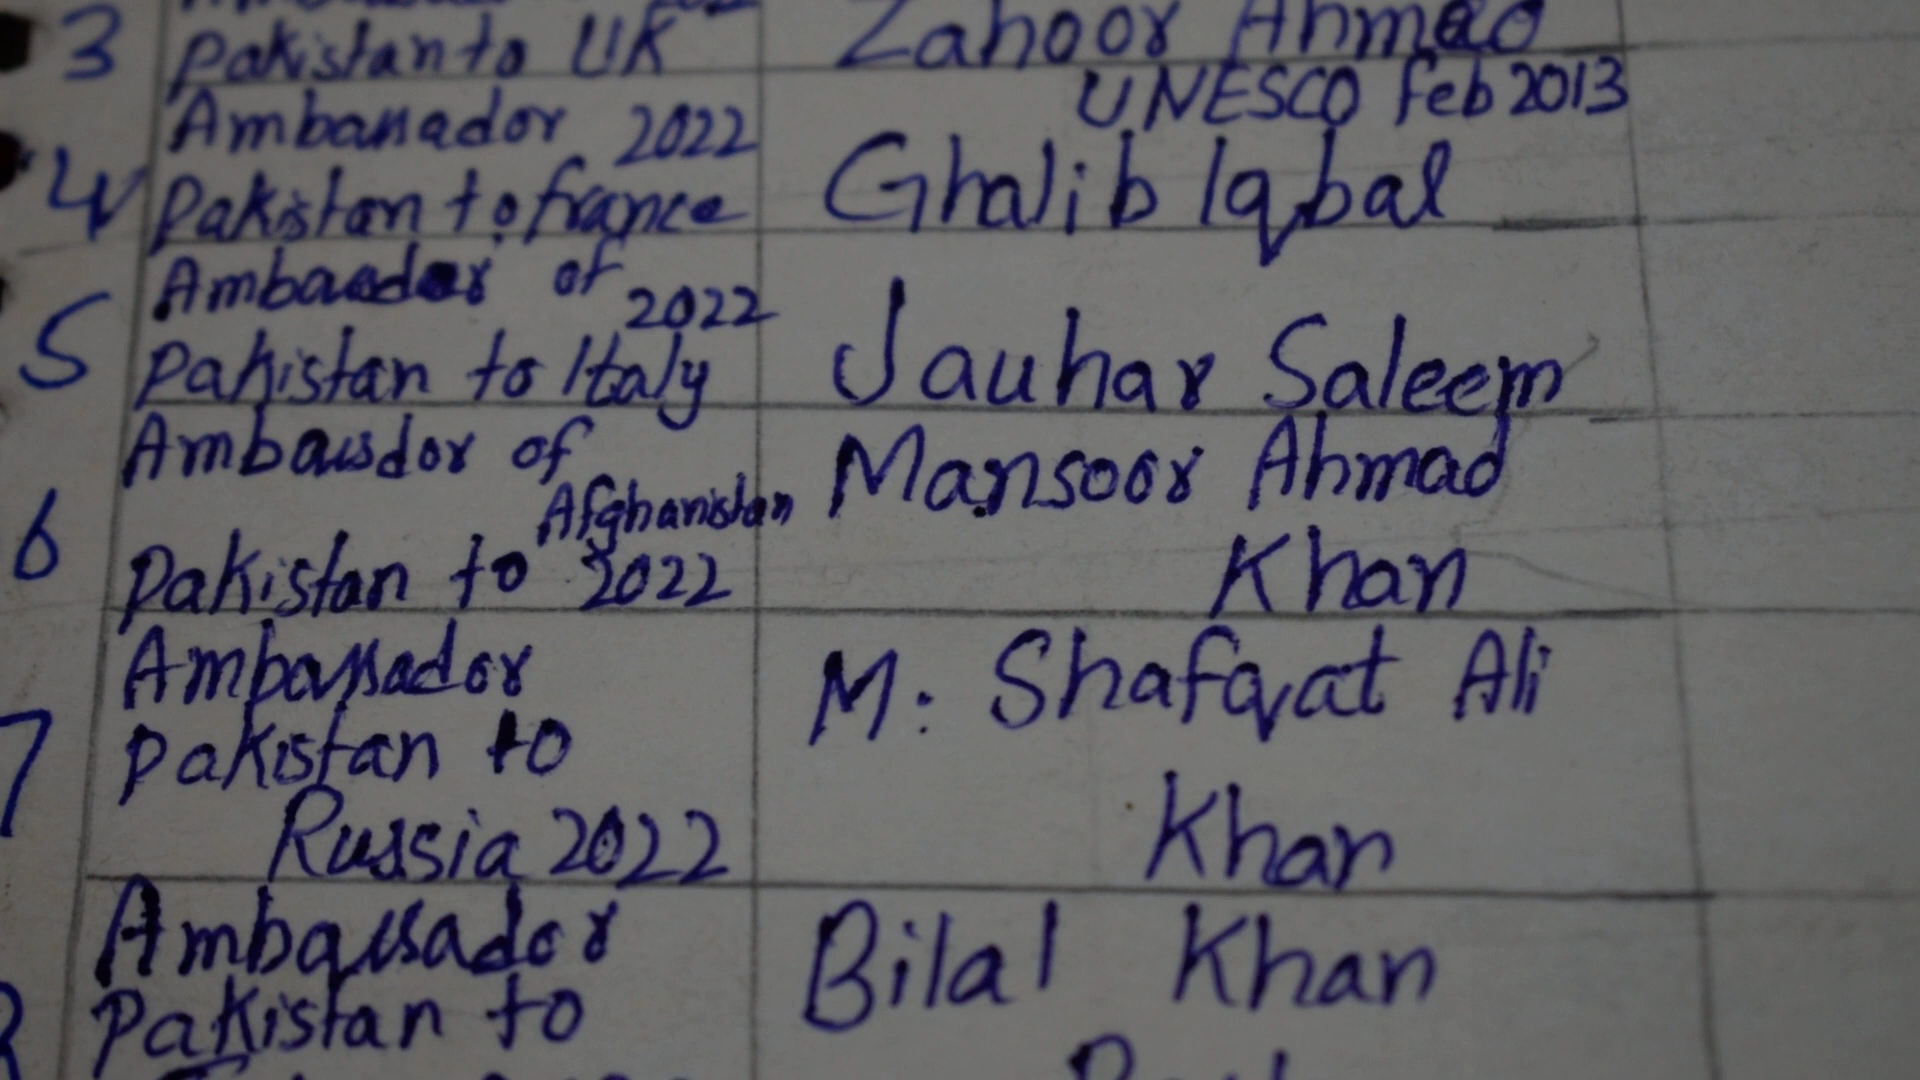 3 Pakistan to UK Zahoor Ahmad
UNESCO Feb 2013
Ambassador 2022
4 Pakistan to france Ghalib Iqbal
Ambassador of
2022
5 Pakistan to Italy Jauhar Saleem
Ambassador of Mansoor Ahmad
Afghanistan
6 Pakistan to 2022 Khan
Ambassador M: Shafqat Ali
7 Pakistan to
Russia 2022 Khan
Ambassador Bilal Khan
Pakistan to